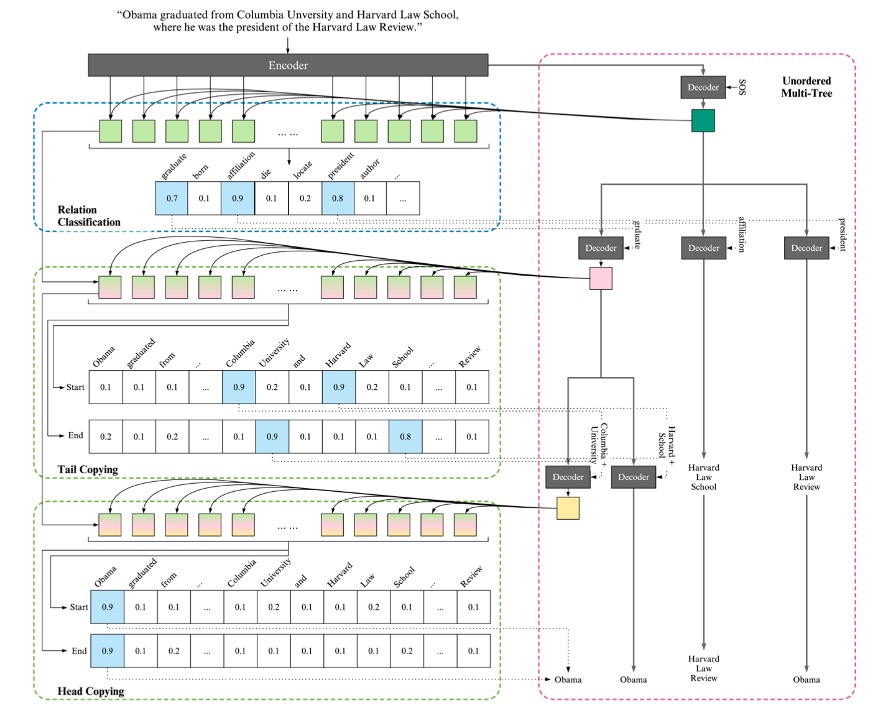 “Obama graduated from Columbia Unversity and Harvard Law School,
where he was the president of the Harvard Law Review.”
Encoder
Decoder
SOS
Unordered
Multi-Tree
... ...
graduate
born
affiliation
die
locate
president
author
...
0.7 0.1 0.9 0.1 0.2 0.8 0.1 ...
Relation
Classification
Decoder
grduate
Decoder
affiliation
Decoder
president
... ...
Obama
graduated
from
...
Columbia
University
and
Harvard
Law
School
...
Review
Start 0.1 0.1 0.1 ... 0.9 0.2 0.1 0.9 0.2 0.1 ... 0.1
End 0.2 0.1 0.2 ... 0.1 0.9 0.1 0.1 0.1 0.8 ... 0.1
Tail Copying
Columbia +
University
Harvard +
School
Decoder
Decoder
Harvard
Law
School
Harvard
Law
Review
... ...
Obama
graduated
from
...
Columbia
University
and
Harvard
Law
School
...
Review
Start 0.9 0.1 0.1 ... 0.1 0.2 0.1 0.1 0.2 0.1 ... 0.1
End 0.9 0.1 0.2 ... 0.1 0.1 0.1 0.1 0.1 0.2 ... 0.1
Head Copying
Obama
Obama
Harvard
Law
Review
Obama